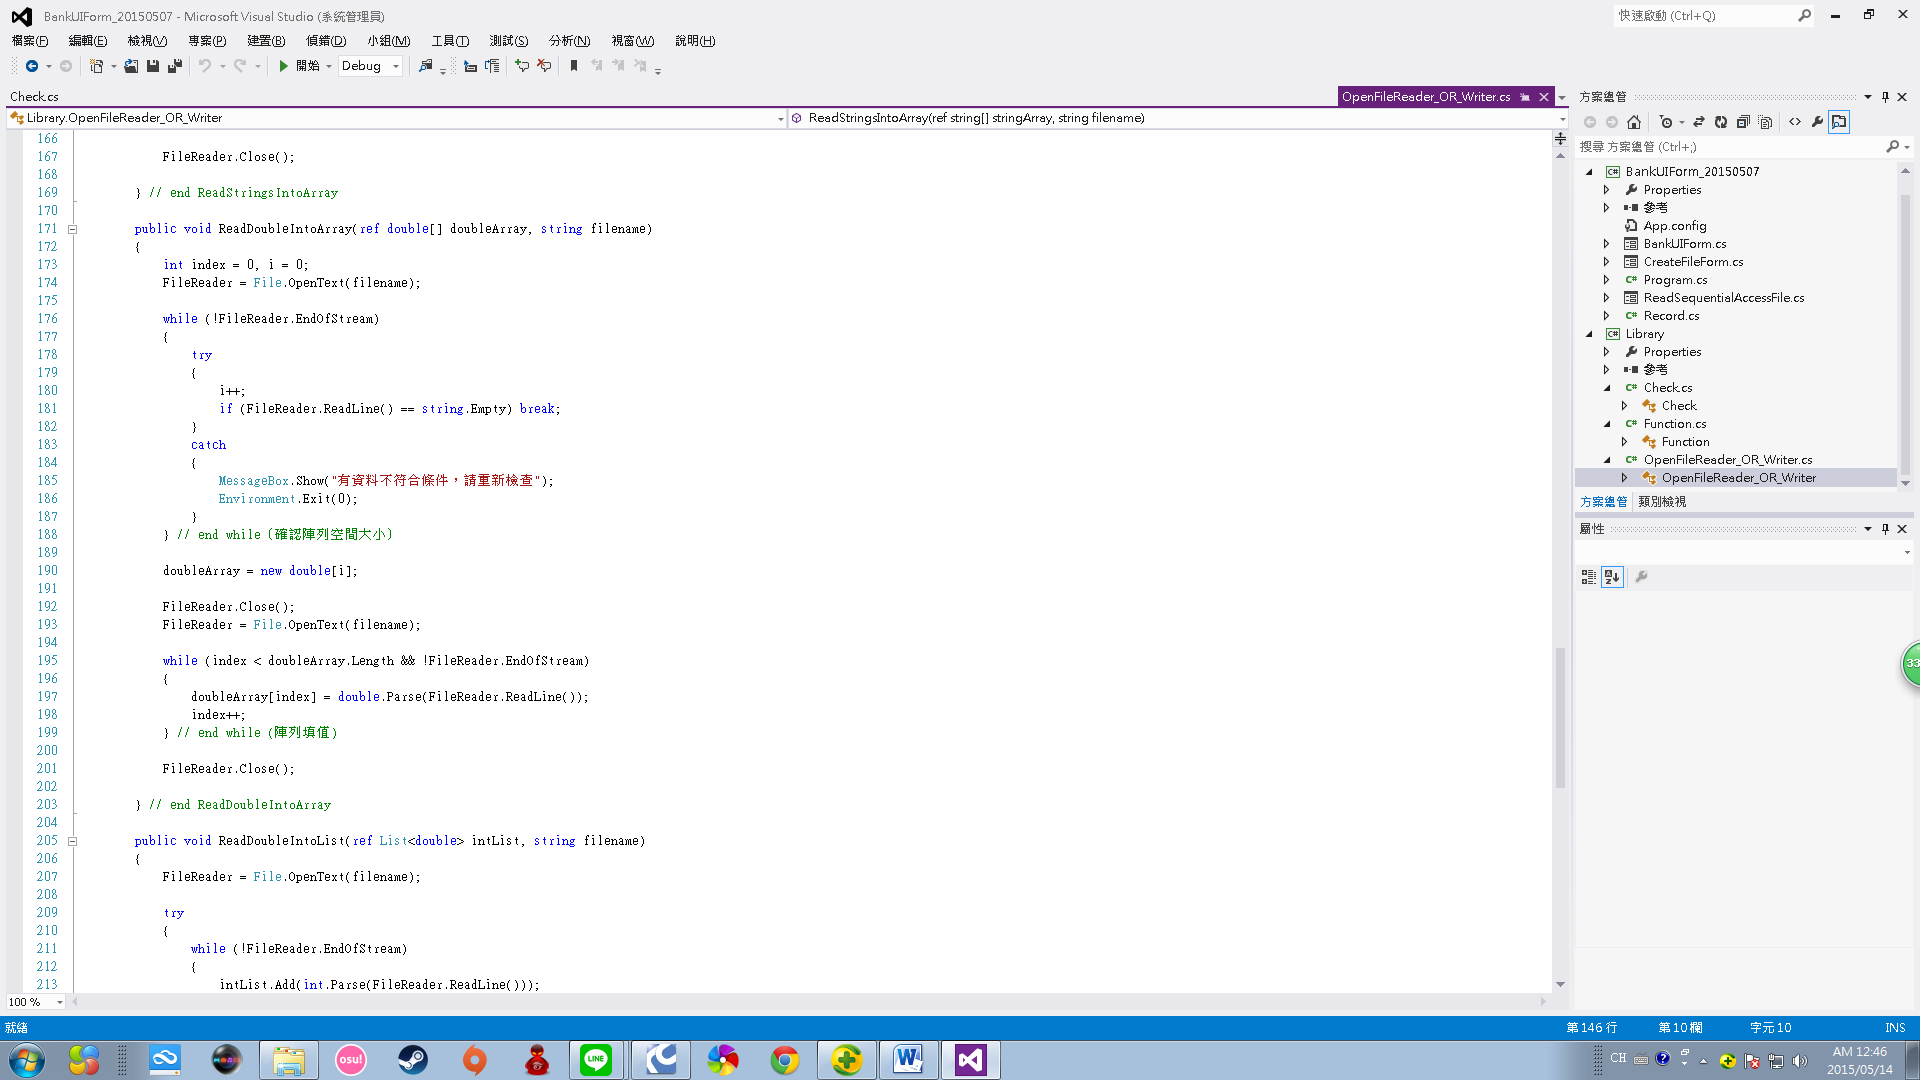 BankUIForm_20150507 - Microsoft Visual Studio (系統管理員)
快速啟動 (Ctrl+Q)
檔案(F) 編輯(E) 檢視(V) 專案(P) 建置(B) 偵錯(D) 小組(M) 工具(T) 測試(S) 分析(N) 視窗(W) 說明(H)
開始 Debug
Check.cs OpenFileReader_OR_Writer.cs
Library.OpenFileReader_OR_Writer ReadStringsIntoArray(ref string[] stringArray, string filename)
166
167 FileReader.Close();
168
169 } // end ReadStringsIntoArray
170
171 public void ReadDoubleIntoArray(ref double[] doubleArray, string filename)
172 {
173 int index = 0, i = 0;
174 FileReader = File.OpenText(filename);
175
176 while (!FileReader.EndOfStream)
177 {
178 try
179 {
180 i++;
181 if (FileReader.ReadLine() == string.Empty) break;
182 }
183 catch
184 {
185 MessageBox.Show("有資料不符合條件，請重新檢查");
186 Environment.Exit(0);
187 }
188 } // end while〔確認陣列空間大小〕
189
190 doubleArray = new double[i];
191
192 FileReader.Close();
193 FileReader = File.OpenText(filename);
194
195 while (index < doubleArray.Length && !FileReader.EndOfStream)
196 {
197 doubleArray[index] = double.Parse(FileReader.ReadLine());
198 index++;
199 } // end while (陣列填值)
200
201 FileReader.Close();
202
203 } // end ReadDoubleIntoArray
204
205 public void ReadDoubleIntoList(ref List<double> intList, string filename)
206 {
207 FileReader = File.OpenText(filename);
208
209 try
210 {
211 while (!FileReader.EndOfStream)
212 {
213 intList.Add(int.Parse(FileReader.ReadLine()));
100 %
方案總管
搜尋 方案總管 (Ctrl+;)
BankUIForm_20150507
Properties
參考
App.config
BankUIForm.cs
CreateFileForm.cs
Program.cs
ReadSequentialAccessFile.cs
Record.cs
Library
Properties
參考
Check.cs
Check
Function.cs
Function
OpenFileReader_OR_Writer.cs
OpenFileReader_OR_Writer
方案總管 類別檢視
屬性
33
就緒 第 146 行 第 10 欄 字元 10 INS
osu! LINE CH
AM 12:46
2015/05/14